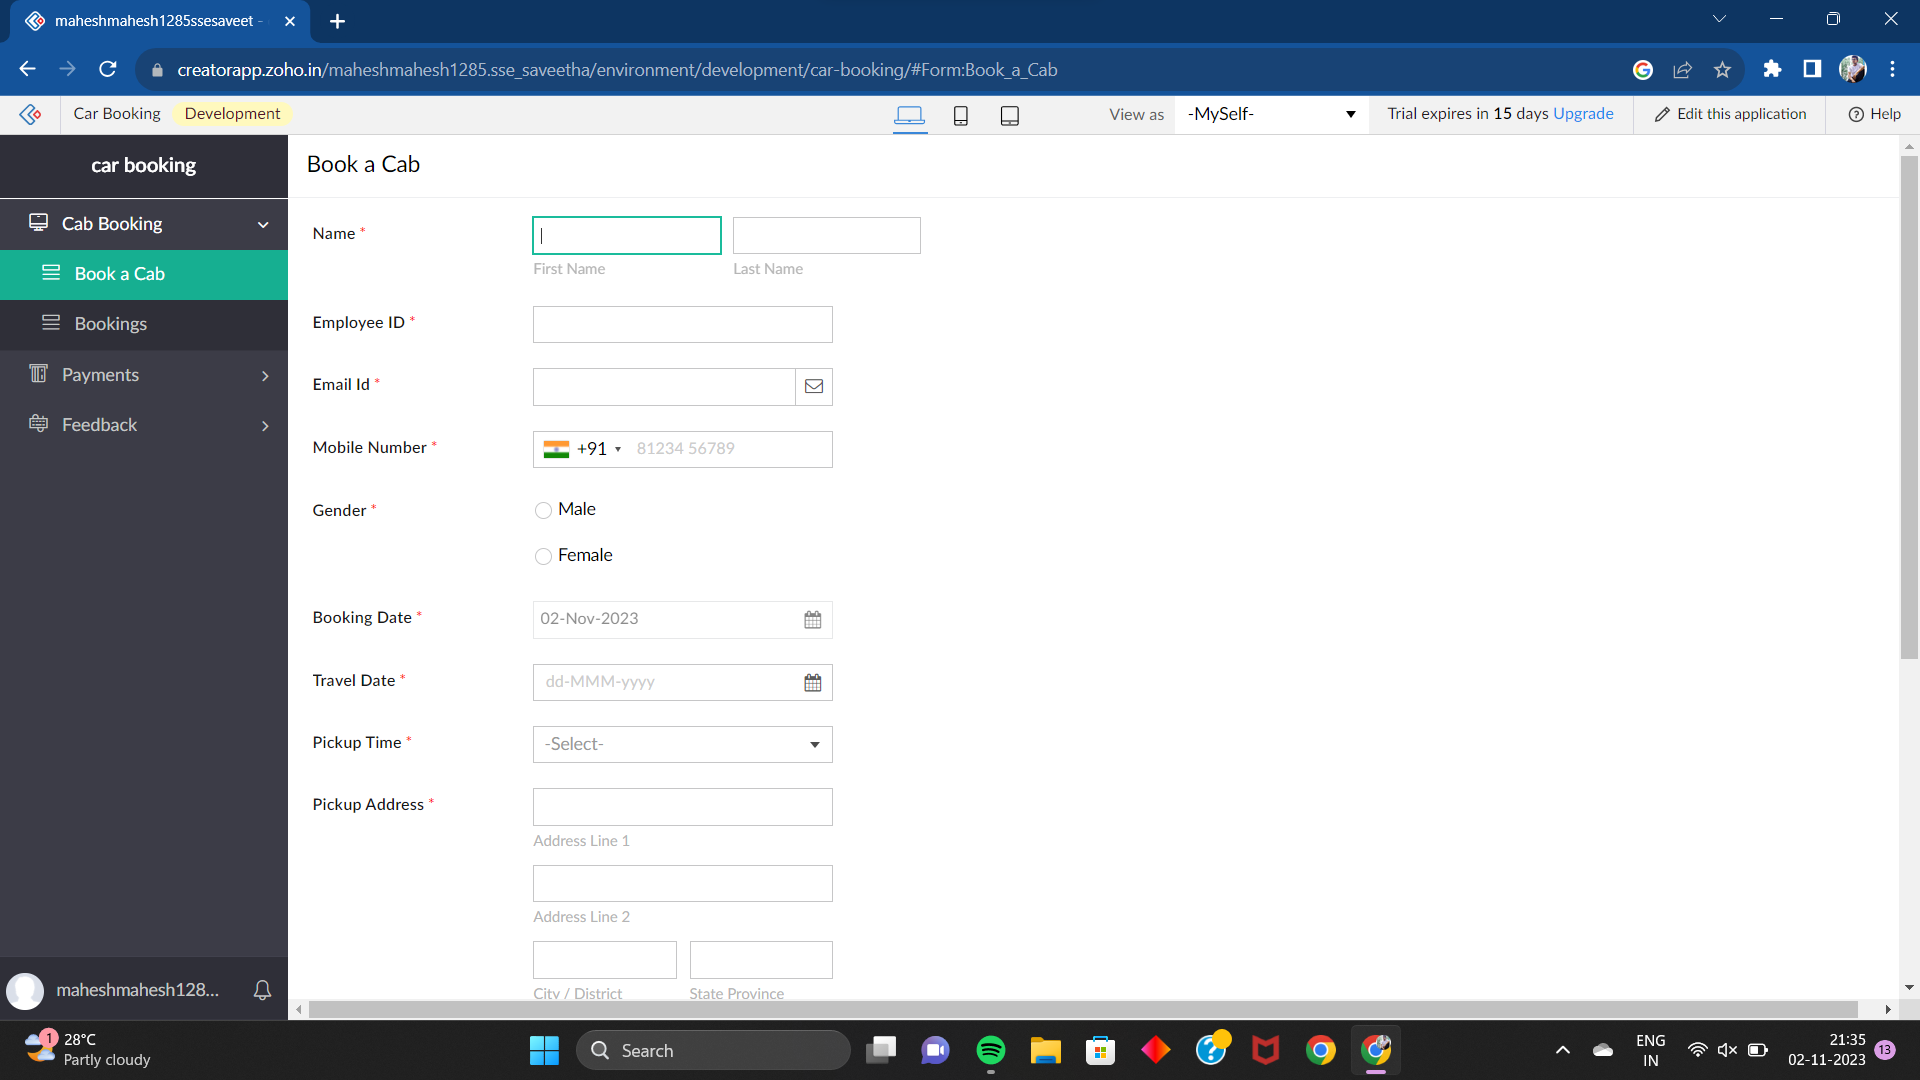 maheshmahesh1285ssesaveet -
creatorapp.zoho.in/maheshmahesh1285.sse_saveetha/environment/development/car-booking/#Form:Book_a_Cab
Car Booking Development View as -MySelf- Trial expires in 15 days Upgrade Edit this application Help
car booking
Cab Booking
Book a Cab
Bookings
Payments
Feedback
maheshmahesh128...
Book a Cab
Name *
First Name Last Name
Employee ID *
Email Id *
Mobile Number * +91 81234 56789
Gender * Male
Female
Booking Date * 02-Nov-2023
Travel Date * dd-MMM-yyyy
Pickup Time * -Select-
Pickup Address *
Address Line 1
Address Line 2
City / District State Province
1 28°C
Partly cloudy
Search
ENG
IN
21:35
02-11-2023
13